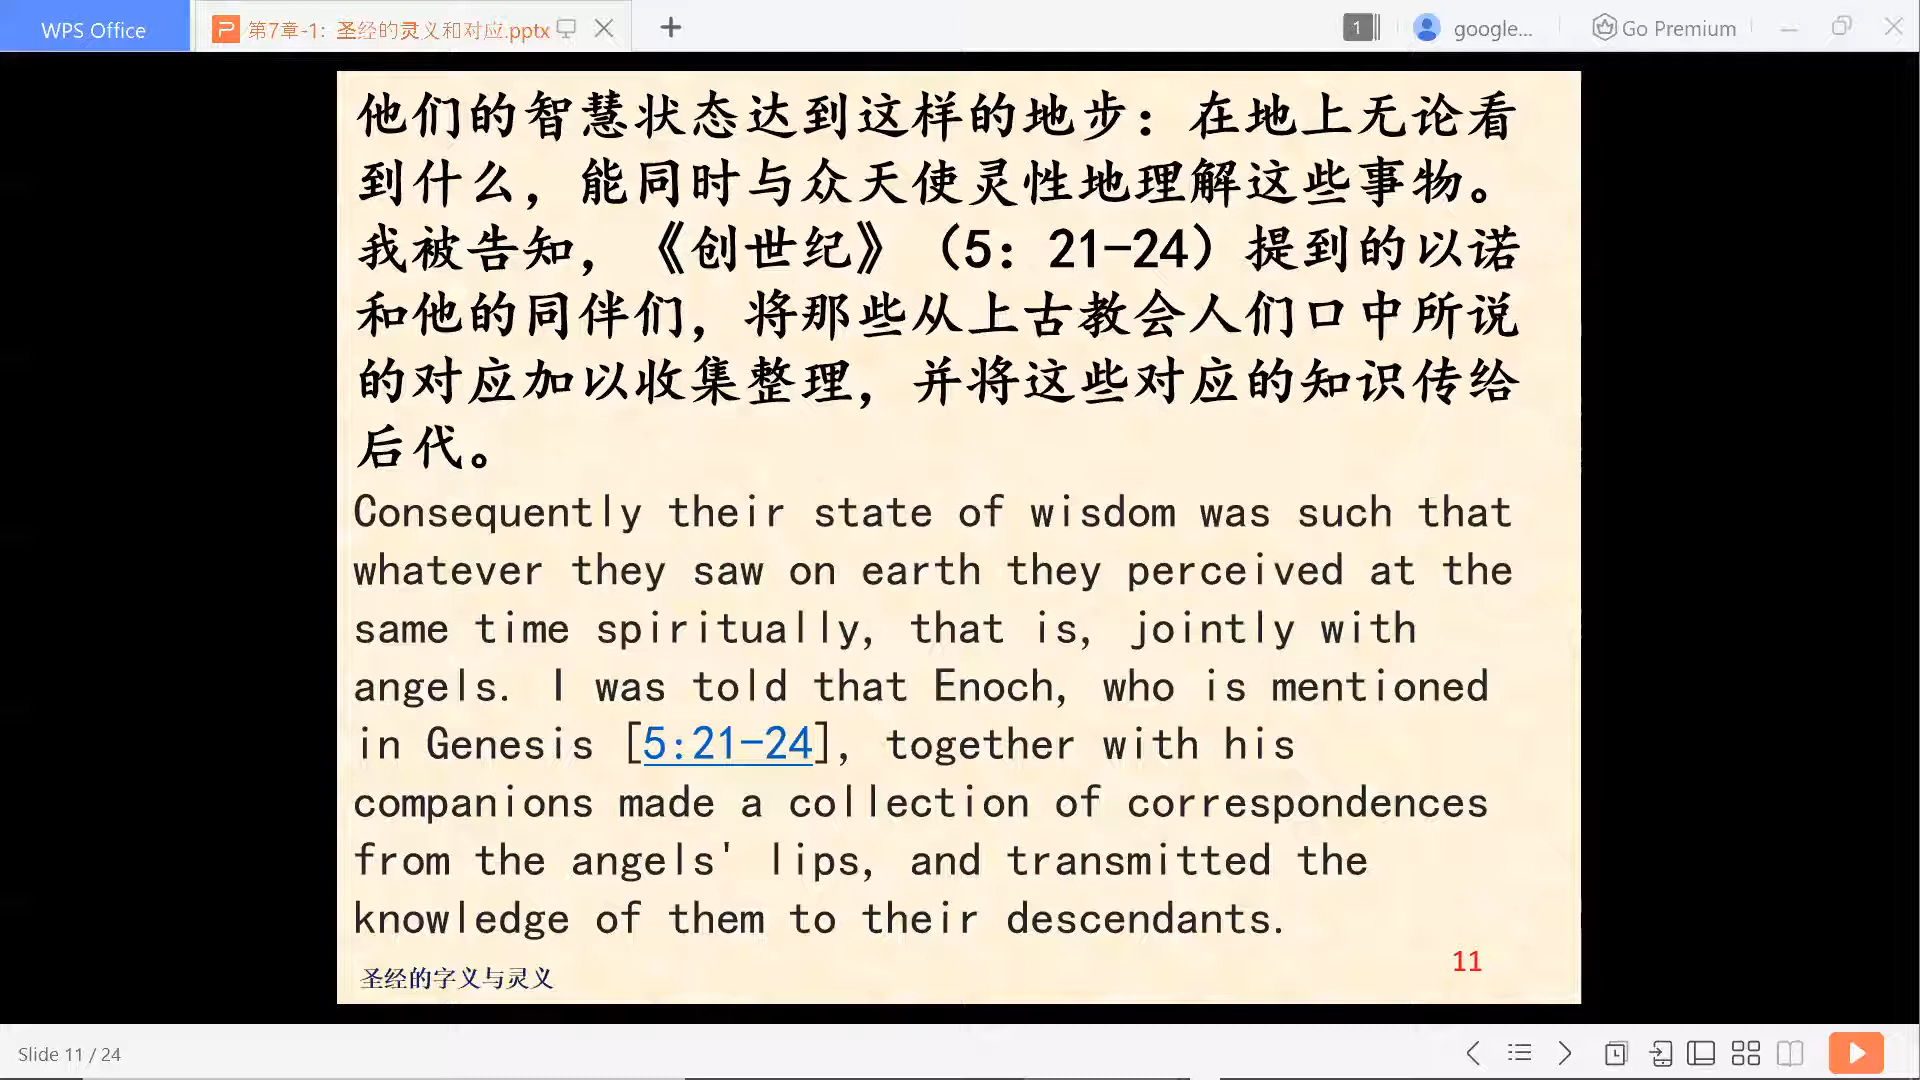 WPS Office
第7章-1：圣经的灵义和对应.pptx
1
google...
Go Premium
他们的智慧状态达到这样的地步：在地上无论看
到什么，能同时与众天使灵性地理解这些事物。
我被告知，《创世纪》（5：21-24）提到的以诺
和他的同伴们，将那些从上古教会人们口中所说
的对应加以收集整理，并将这些对应的知识传给
后代。
Consequently their state of wisdom was such that
whatever they saw on earth they perceived at the
same time spiritually, that is, jointly with
angels. I was told that Enoch, who is mentioned
in Genesis [5:21-24], together with his
companions made a collection of correspondences
from the angels' lips, and transmitted the
knowledge of them to their descendants.
圣经的字义与灵义
11
Slide 11 / 24